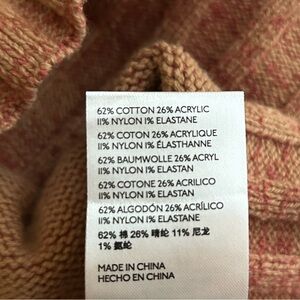 62% COTTON 26% ACRYLIC
11% NYLON 1% ELASTANE
62% COTON 26% ACRYLIQUE
11% NYLON 1% ÉLASTHANNE
62% BAUMWOLLE 26% ACRYL
11% NYLON 1% ELASTAN
62% COTONE 26% ACRILICO
11% NYLON 1% ELASTAN
62% ALGODÓN 26% ACRÍLICO
11% NYLON 1% ELASTANE
62% 棉 26% 晴纶 11% 尼龙
1% 氨纶
MADE IN CHINA
HECHO EN CHINA